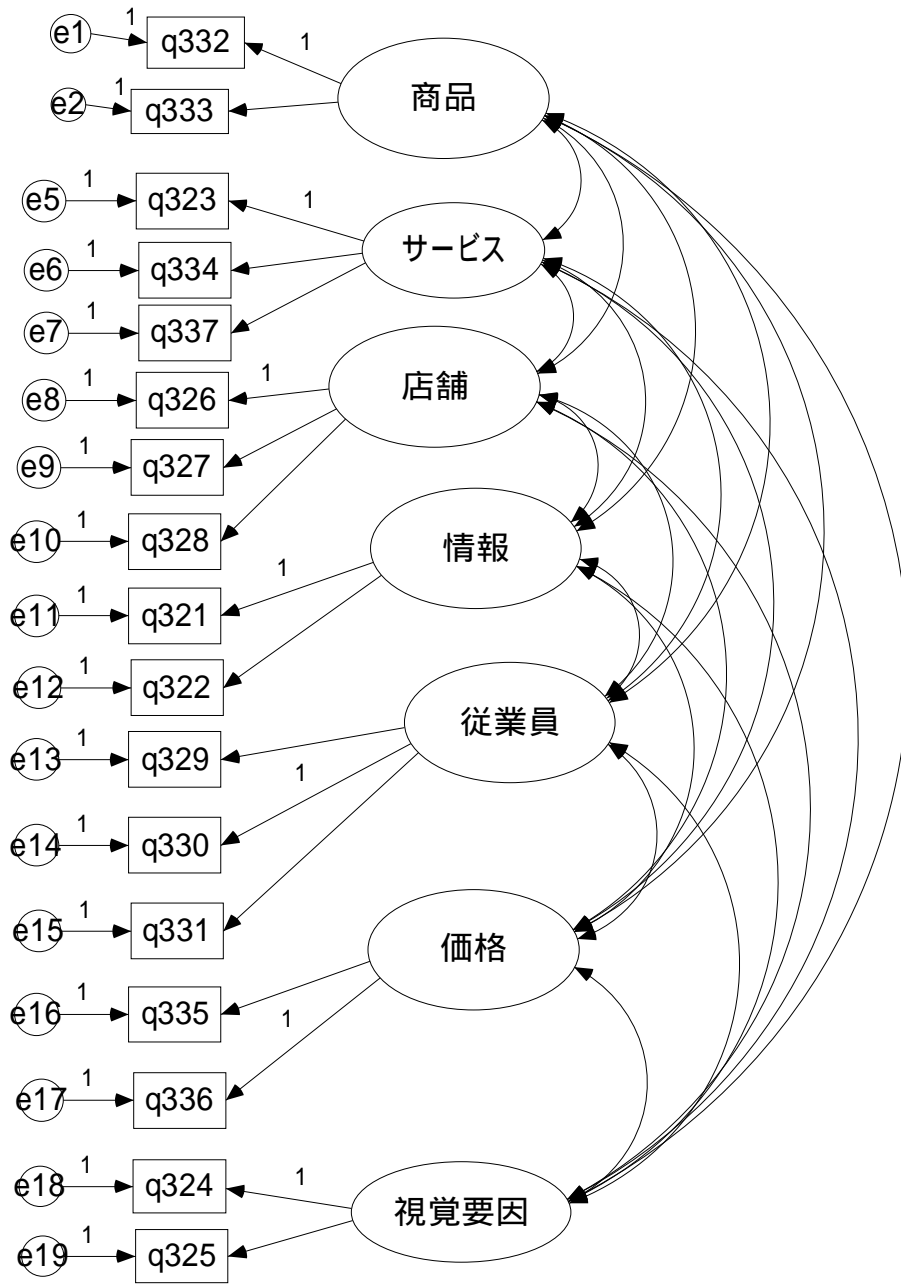 e1 1 q332 1 商品
e2 1 q333
e5 1 q323 1 サービス
e6 1 q334
e7 1 q337
e8 1 q326 1 店舗
e9 1 q327
e10 1 q328
情報
e11 1 q321 1
e12 1 q322
従業員
e13 1 q329
e14 1 q330 1
e15 1 q331
価格
e16 1 q335
e17 1 q336 1
e18 1 q324 1 視覚要因
e19 1 q325